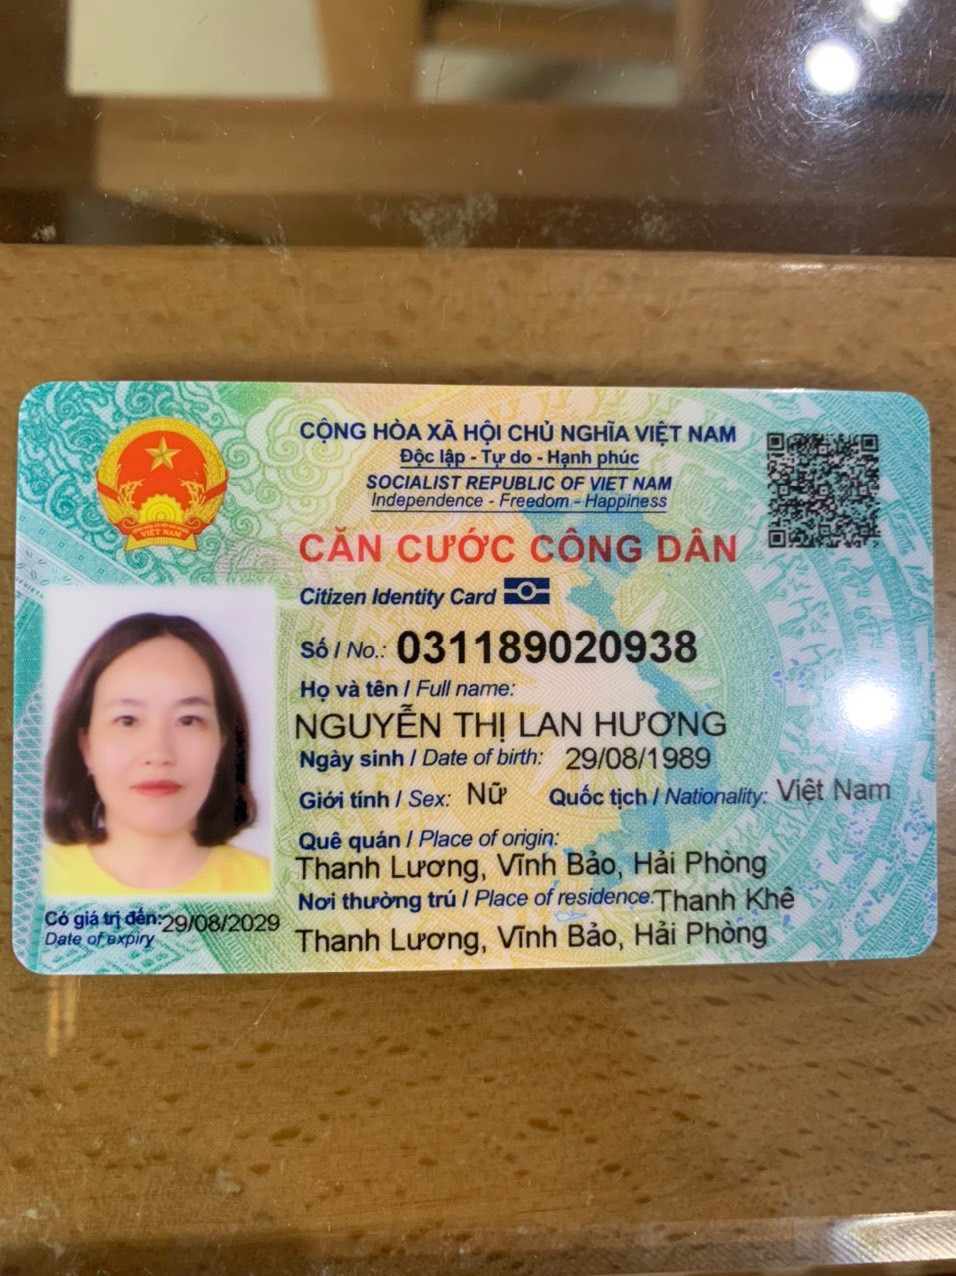 CỘNG HÒA XÃ HỘI CHỦ NGHĨA VIỆT NAM
Độc lập - Tự do - Hạnh phúc
SOCIALIST REPUBLIC OF VIET NAM
Independence - Freedom - Happiness
CĂN CƯỚC CÔNG DÂN
Citizen Identity Card
Số / No.: 031189020938
Họ và tên / Full name:
NGUYỄN THỊ LAN HƯƠNG
Ngày sinh / Date of birth: 29/08/1989
Giới tính / Sex: Nữ Quốc tịch / Nationality: Việt Nam
Quê quán / Place of origin:
Thanh Lương, Vĩnh Bảo, Hải Phòng
Nơi thường trú / Place of residence: Thanh Khê
Thanh Lương, Vĩnh Bảo, Hải Phòng
Có giá trị đến: 29/08/2029
Date of expiry
VIỆT NAM